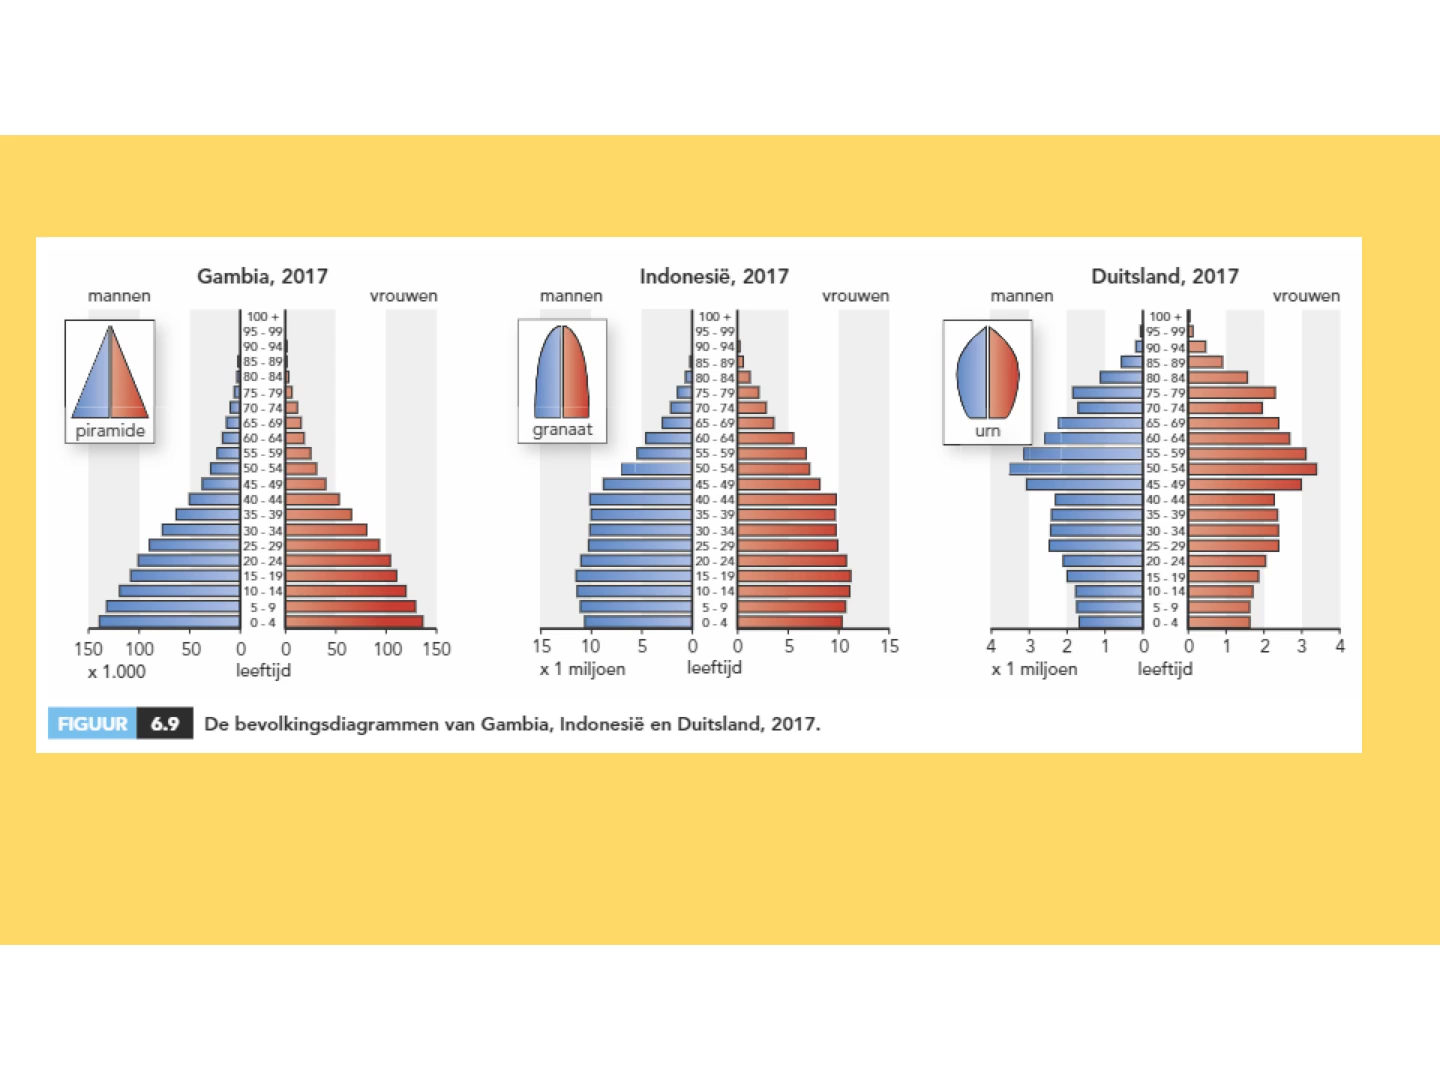 Gambia, 2017
mannen
vrouwen
piramide
100 +
95 - 99
90 - 94
85 - 89
80 - 84
75 - 79
70 - 74
65 - 69
60 - 64
55 - 59
50 - 54
45 - 49
40 - 44
35 - 39
30 - 34
25 - 29
20 - 24
15 - 19
10 - 14
5 - 9
0 - 4
150 100 50 0 0 50 100 150
x 1.000
leeftijd
Indonesië, 2017
mannen
vrouwen
granaat
100 +
95 - 99
90 - 94
85 - 89
80 - 84
75 - 79
70 - 74
65 - 69
60 - 64
55 - 59
50 - 54
45 - 49
40 - 44
35 - 39
30 - 34
25 - 29
20 - 24
15 - 19
10 - 14
5 - 9
0 - 4
15 10 5 0 0 5 10 15
x 1 miljoen
leeftijd
Duitsland, 2017
mannen
vrouwen
urn
100 +
95 - 99
90 - 94
85 - 89
80 - 84
75 - 79
70 - 74
65 - 69
60 - 64
55 - 59
50 - 54
45 - 49
40 - 44
35 - 39
30 - 34
25 - 29
20 - 24
15 - 19
10 - 14
5 - 9
0 - 4
4 3 2 1 0 0 1 2 3 4
x 1 miljoen
leeftijd
FIGUUR 6.9 De bevolkingsdiagrammen van Gambia, Indonesië en Duitsland, 2017.